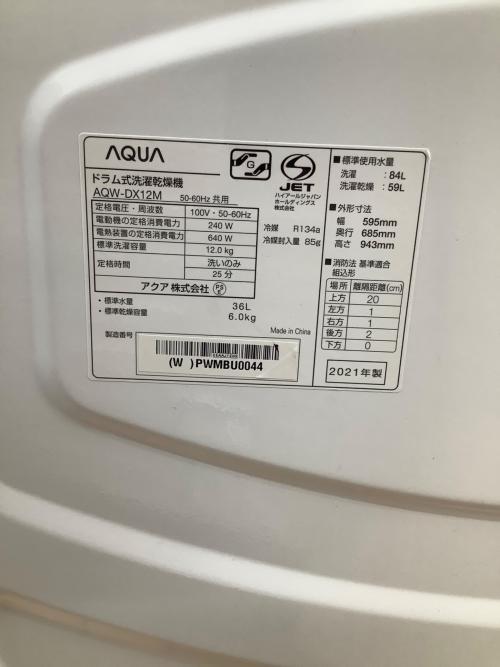 AQUA
ドラム式洗濯乾燥機
AQW-DX12M 50-60Hz 共用
定格電圧・周波数 100V・50-60Hz
電動機の定格消費電力 240 W
電熱装置の定格消費電力 640 W
標準洗濯容量 12.0 kg
定格時間 洗いのみ
25 分
アクア 株式会社 PS E
・標準水量 36L
・標準乾燥容量 6.0kg
製造番号
(W )PWMBU0044
G
S
JET
ハイアールジャパン
ホールディングス
株式会社
冷媒 R134a
冷媒封入量 85g
Made in China
■標準使用水量
洗濯 :84L
洗濯乾燥 :59L
■外形寸法
幅 595mm
奥行 685mm
高さ 943mm
■消防法 基準適合
組込形
場所 離隔距離(cm)
上方 20
左方 1
右方 1
後方 2
下方 0
2021年製